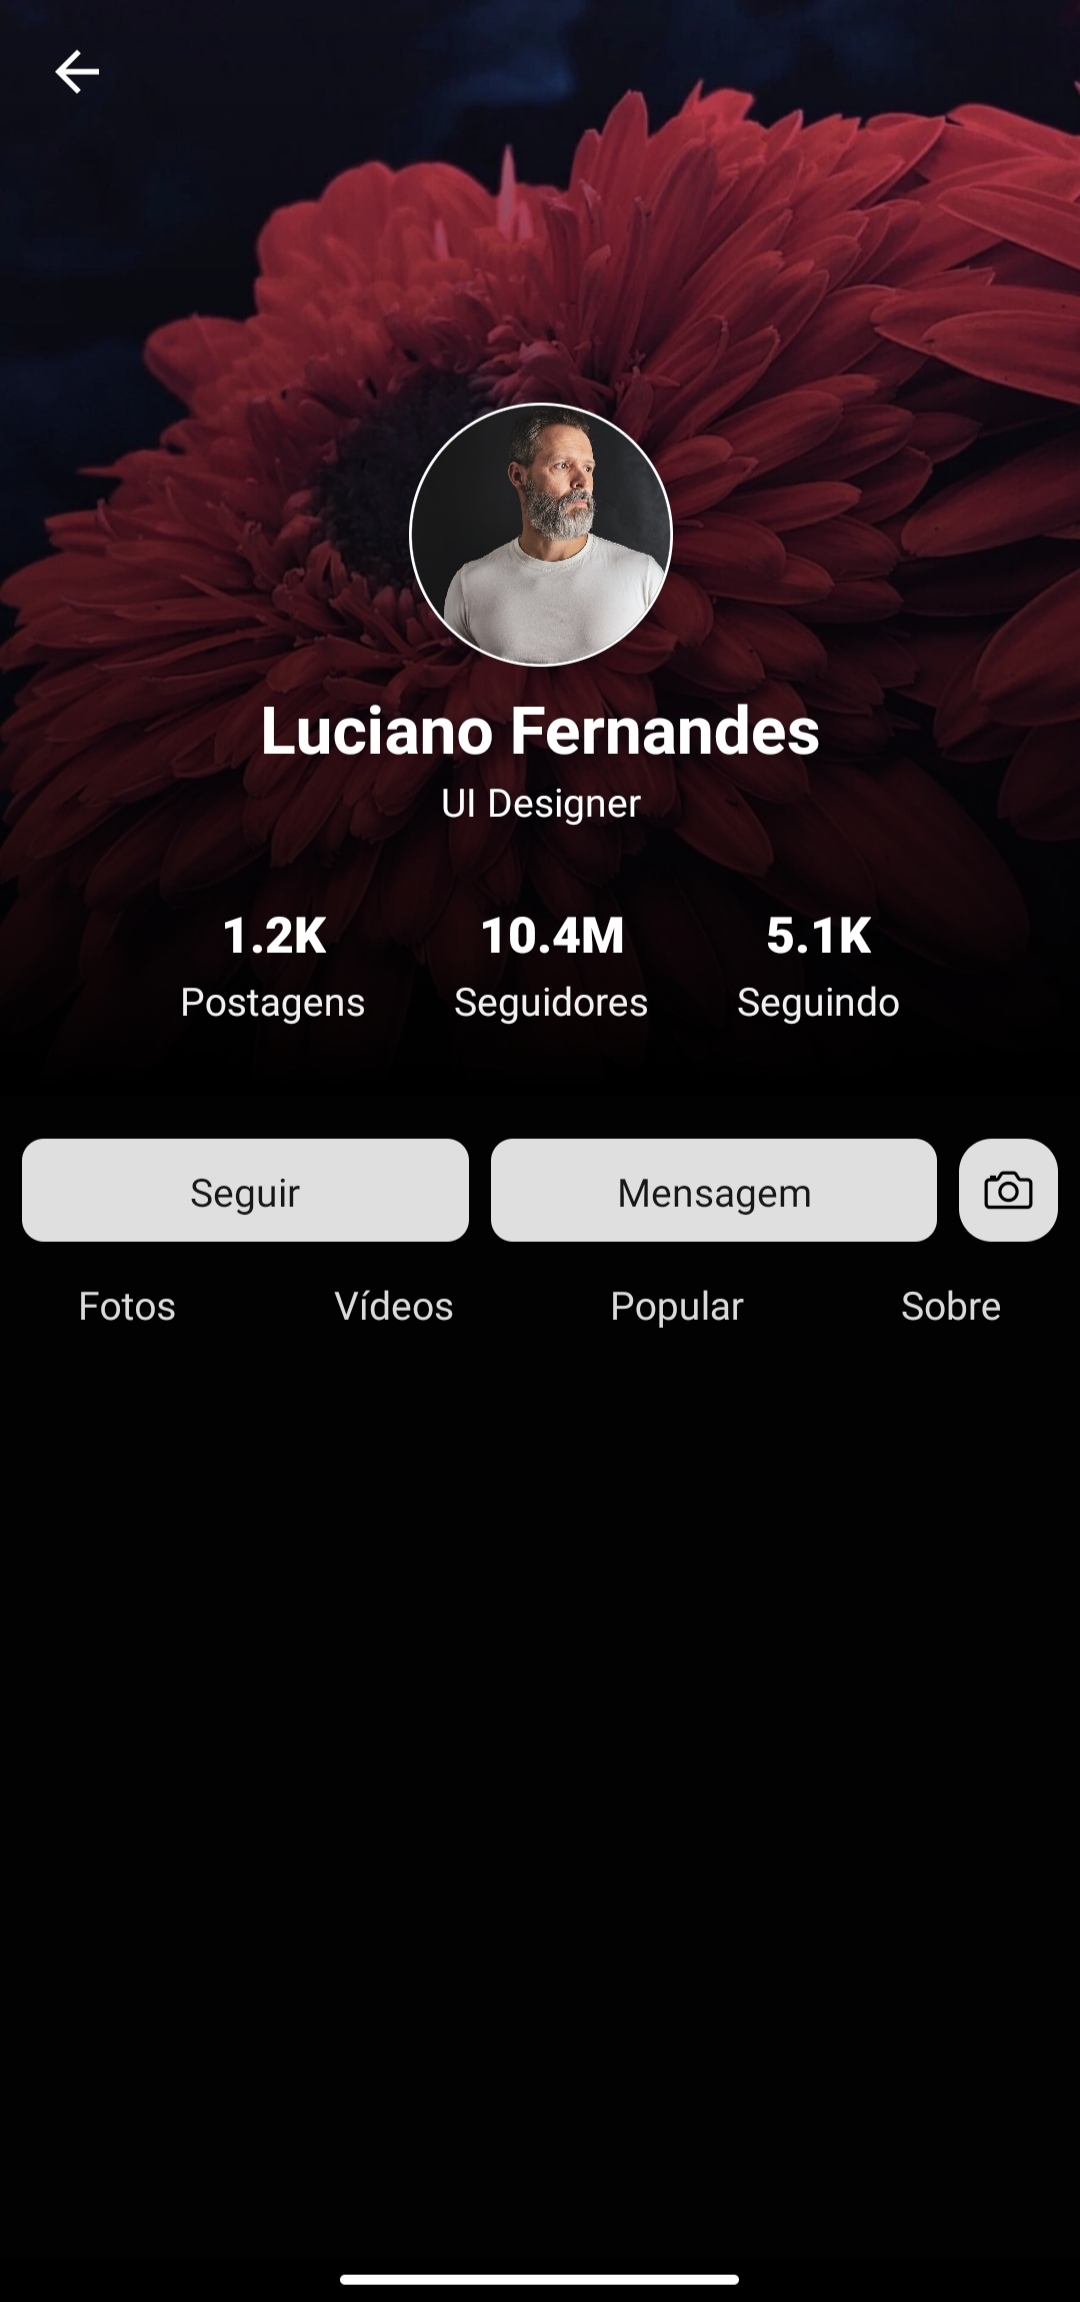 Luciano Fernandes
UI Designer
1.2K 10.4M 5.1K
Postagens Seguidores Seguindo
Seguir Mensagem
Fotos Vídeos Popular Sobre